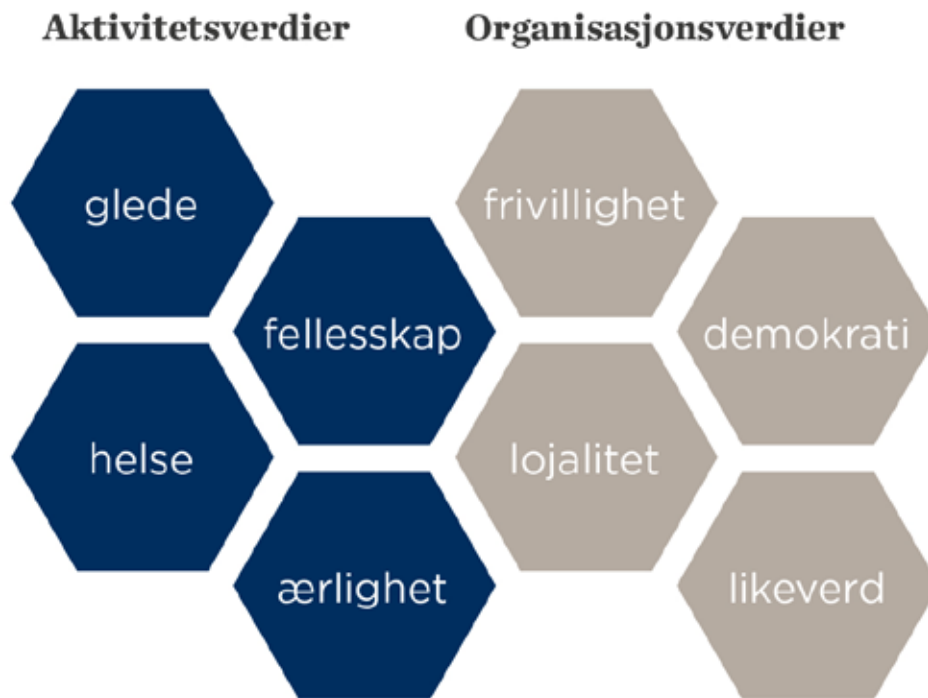 Aktivitetsverdier
Organisasjonsverdier
glede
fellesskap
helse
ærlighet
frivillighet
demokrati
lojalitet
likeverd